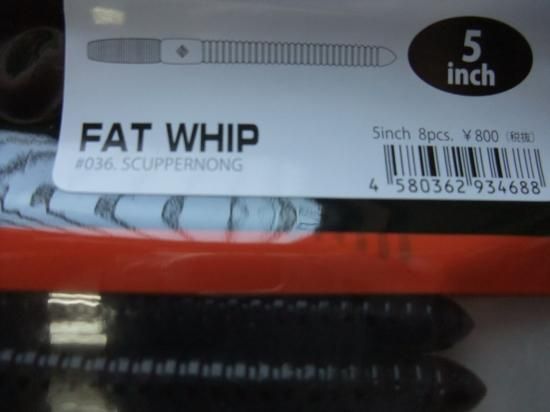 5
inch
FAT WHIP
#036. SCUPPERNONG
5inch 8pcs. ¥800 (税抜)
4 580362 934688